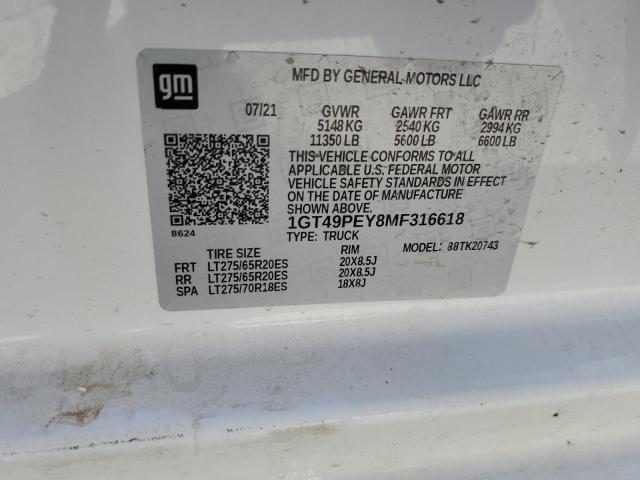 gm
MFD BY GENERAL MOTORS LLC
07/21 GVWR GAWR FRT GAWR RR
5148 KG 2540 KG 2994 KG
11350 LB 5600 LB 6600 LB
THIS VEHICLE CONFORMS TO ALL
APPLICABLE U.S. FEDERAL MOTOR
VEHICLE SAFETY STANDARDS IN EFFECT
ON THE DATE OF MANUFACTURE
SHOWN ABOVE.
8624
1GT49PEY8MF316618
TYPE: TRUCK MODEL: 88TK20743
TIRE SIZE RIM
FRT LT275/65R20ES 20X8.5J
RR LT275/65R20ES 20X8.5J
SPA LT275/70R18ES 18X8J